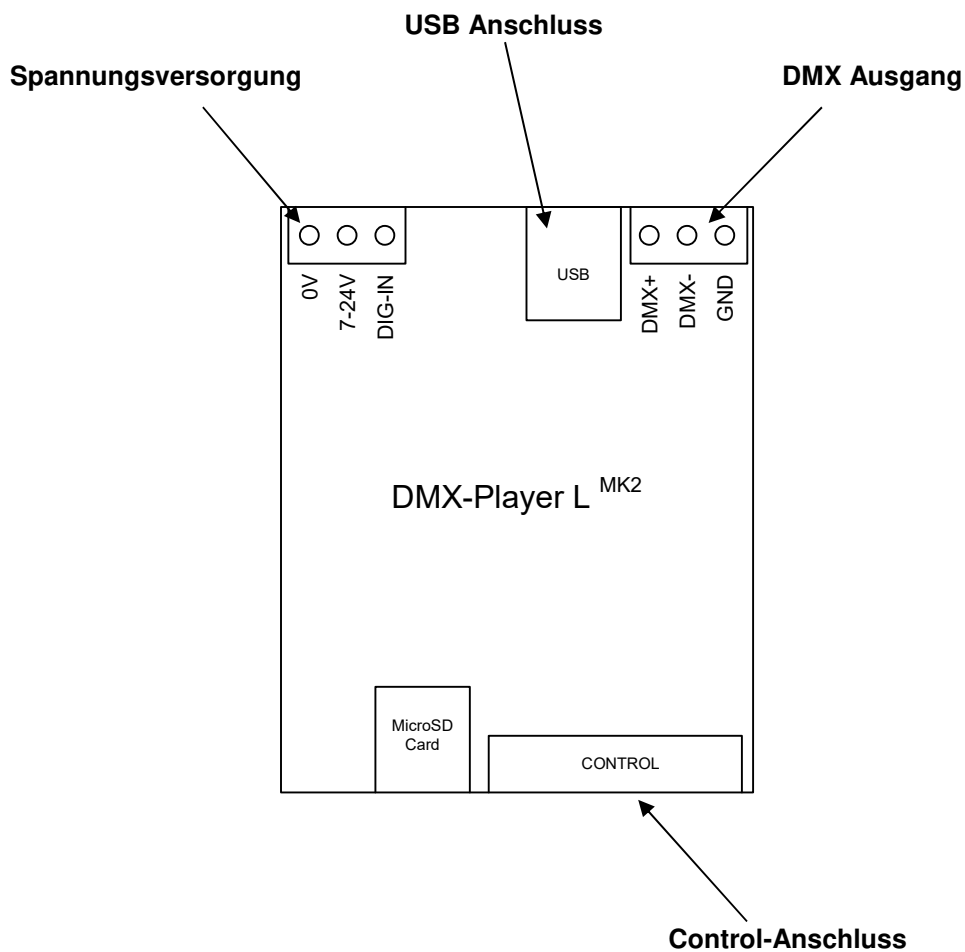 USB Anschluss
Spannungsversorgung
DMX Ausgang
USB
0V
7-24V
DIG-IN
DMX+
DMX-
GND
DMX-Player L MK2
MicroSD
Card
CONTROL
Control-Anschluss